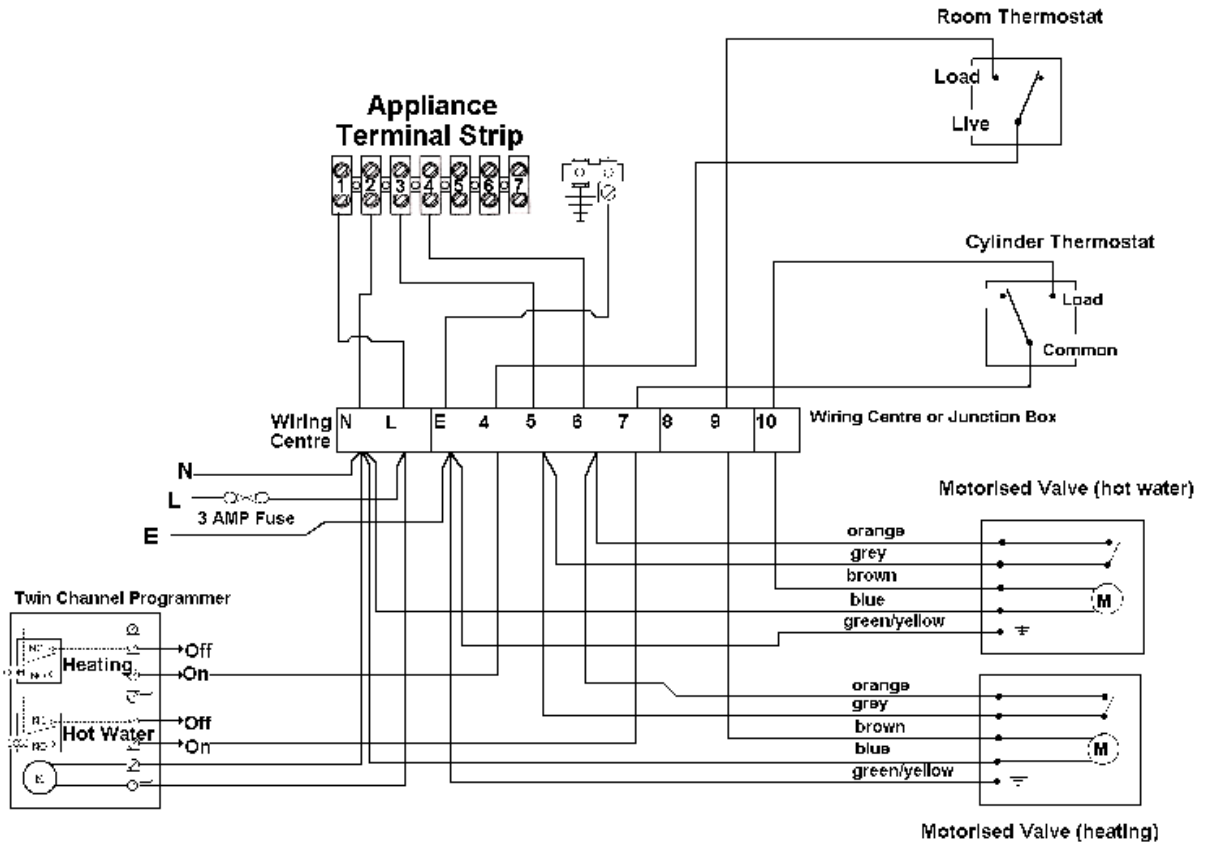 Room Thermostat
Load
Live
Appliance
Terminal Strip
1 2 3 4 5 6 7
Cylinder Thermostat
Load
Common
Wiring
Centre
N L E 4 5 6 7 8 9 10
Wiring Centre or Junction Box
N
L
3 AMP Fuse
E
Motorised Valve (hot water)
orange
grey
brown
blue
green/yellow
M
Twin Channel Programmer
NC
Heating
NO
Off
On
Hot Water
NO
Off
On
orange
grey
brown
blue
green/yellow
M
Motorised Valve (heating)